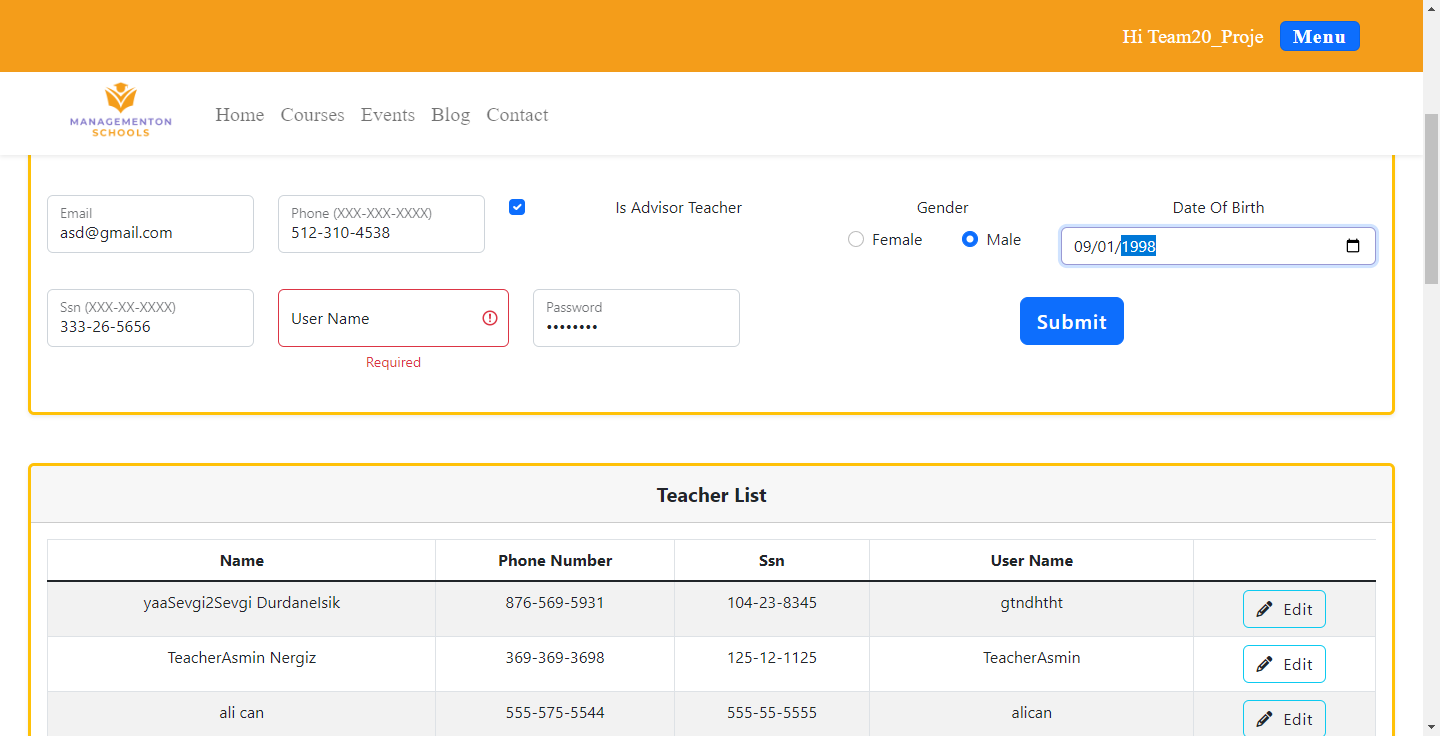 Hi Team20_Proje Menu
MANAGEMENTON
SCHOOLS
Home Courses Events Blog Contact
Email
asd@gmail.com
Phone (XXX-XXX-XXXX)
512-310-4538
Is Advisor Teacher
Gender
Female Male
Date Of Birth
09/01/1998
Ssn (XXX-XX-XXXX)
333-26-5656
User Name
Required
Password
••••••••
Submit
Teacher List
Name Phone Number Ssn User Name
yaaSevgi2Sevgi DurdaneIsik 876-569-5931 104-23-8345 gtndhtht Edit
TeacherAsmin Nergiz 369-369-3698 125-12-1125 TeacherAsmin Edit
ali can 555-575-5544 555-55-5555 alican Edit